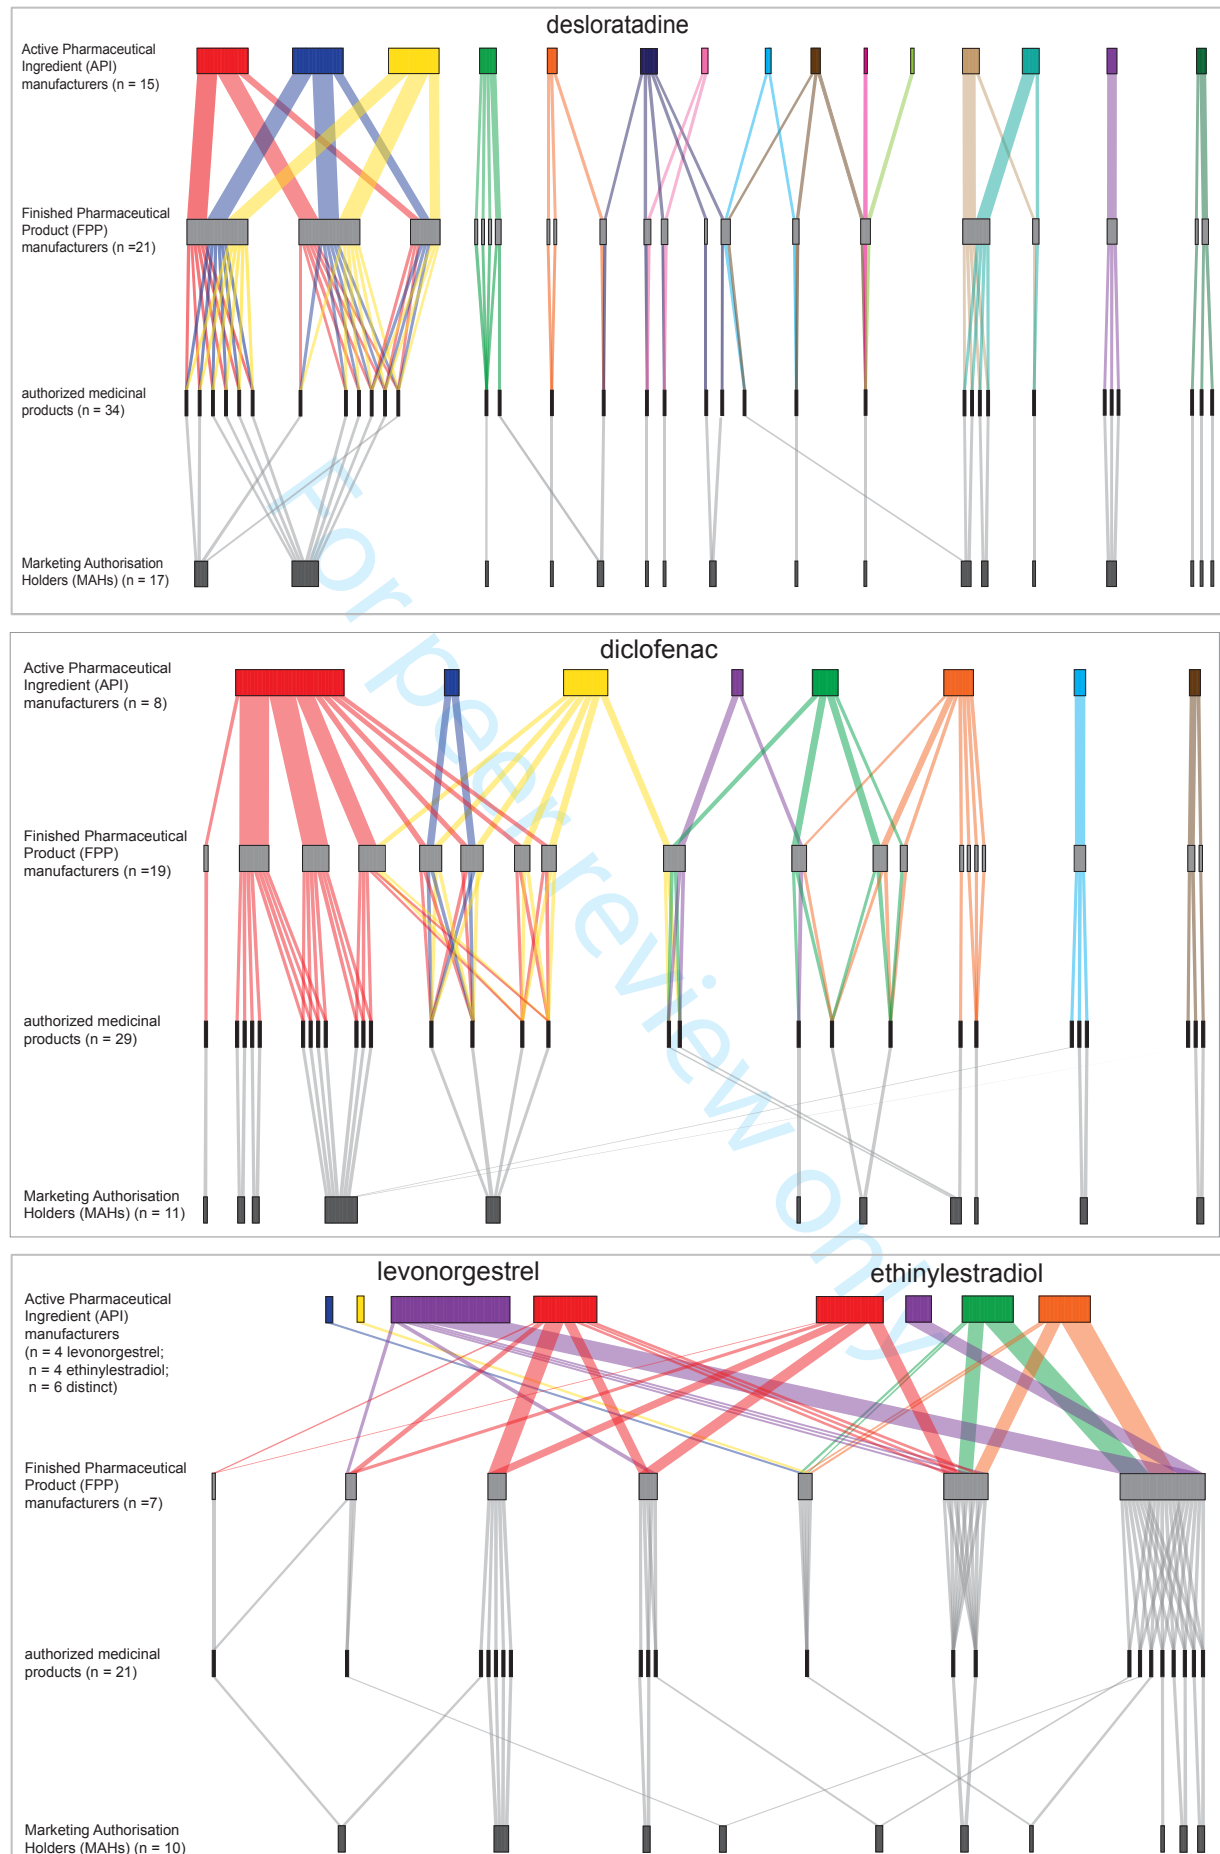 desloratadine
Active Pharmaceutical
Ingredient (API)
manufacturers (n = 15)
Finished Pharmaceutical
Product (FPP)
manufacturers (n =21)
authorized medicinal
products (n = 34)
Marketing Authorisation
Holders (MAHs) (n = 17)
For peer review only
diclofenac
Active Pharmaceutical
Ingredient (API)
manufacturers (n = 8)
Finished Pharmaceutical
Product (FPP)
manufacturers (n =19)
authorized medicinal
products (n = 29)
Marketing Authorisation
Holders (MAHs) (n = 11)
levonorgestrel
ethinylestradiol
Active Pharmaceutical
Ingredient (API)
manufacturers
(n = 4 levonorgestrel;
n = 4 ethinylestradiol;
n = 6 distinct)
Finished Pharmaceutical
Product (FPP)
manufacturers (n =7)
authorized medicinal
products (n = 21)
Marketing Authorisation
Holders (MAHs) (n = 10)